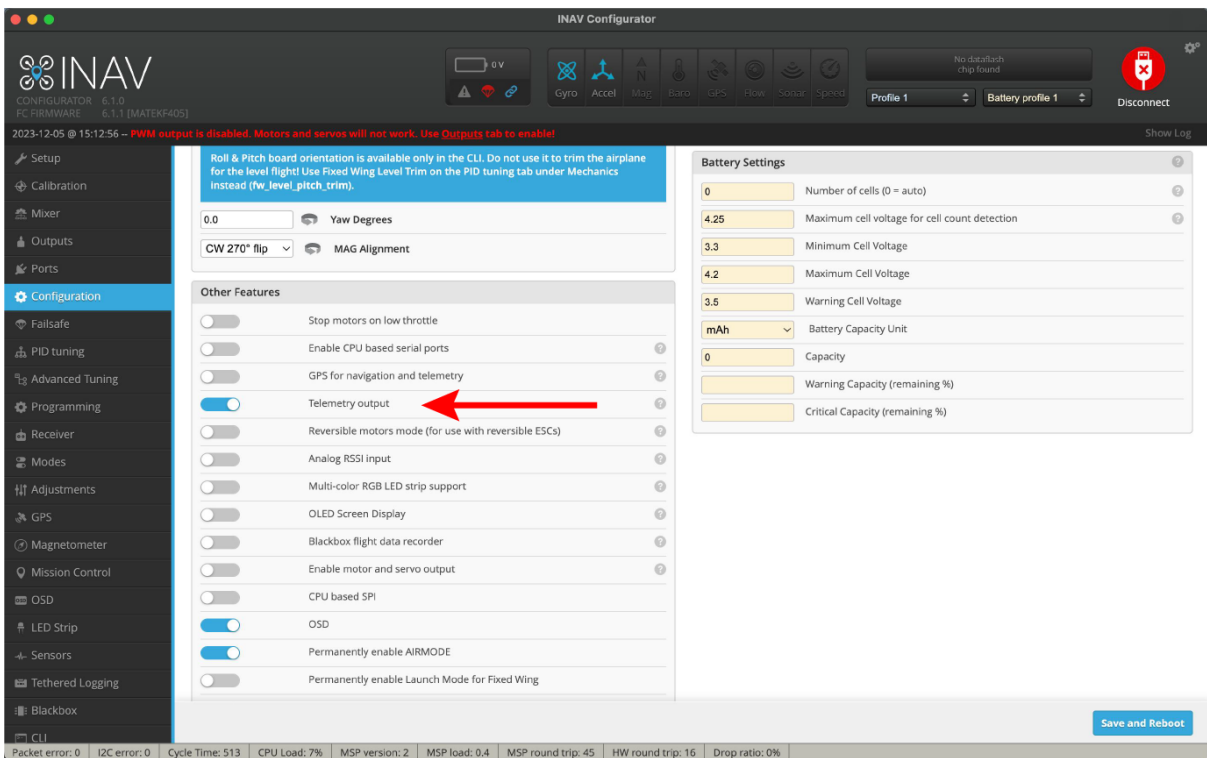 INAV Configurator
INAV
CONFIGURATOR 6.1.0
FC FIRMWARE 6.1.1 [MATEKF405]
0 V
Gyro
Accel
Mag
Baro
GPS
Flow
Sonar
Speed
No dataflash
chip found
Profile 1
Battery profile 1
Disconnect
2023-12-05 @ 15:12:56 -- PWM output is disabled. Motors and servos will not work. Use Outputs tab to enable!
Show Log
Setup
Calibration
Mixer
Outputs
Ports
Configuration
Failsafe
PID tuning
Advanced Tuning
Programming
Receiver
Modes
Adjustments
GPS
Magnetometer
Mission Control
OSD
LED Strip
Sensors
Tethered Logging
Blackbox
CLI
Roll & Pitch board orientation is available only in the CLI. Do not use it to trim the airplane
for the level flight! Use Fixed Wing Level Trim on the PID tuning tab under Mechanics
instead (fw_level_pitch_trim).
0.0 Yaw Degrees
CW 270° flip MAG Alignment
Other Features
Stop motors on low throttle
Enable CPU based serial ports
GPS for navigation and telemetry
Telemetry output
Reversible motors mode (for use with reversible ESCs)
Analog RSSI input
Multi-color RGB LED strip support
OLED Screen Display
Blackbox flight data recorder
Enable motor and servo output
CPU based SPI
OSD
Permanently enable AIRMODE
Permanently enable Launch Mode for Fixed Wing
Battery Settings
0 Number of cells (0 = auto)
4.25 Maximum cell voltage for cell count detection
3.3 Minimum Cell Voltage
4.2 Maximum Cell Voltage
3.5 Warning Cell Voltage
mAh Battery Capacity Unit
0 Capacity
Warning Capacity (remaining %)
Critical Capacity (remaining %)
Save and Reboot
Packet error: 0 I2C error: 0 Cycle Time: 513 CPU Load: 7% MSP version: 2 MSP load: 0.4 MSP round trip: 45 HW round trip: 16 Drop ratio: 0%